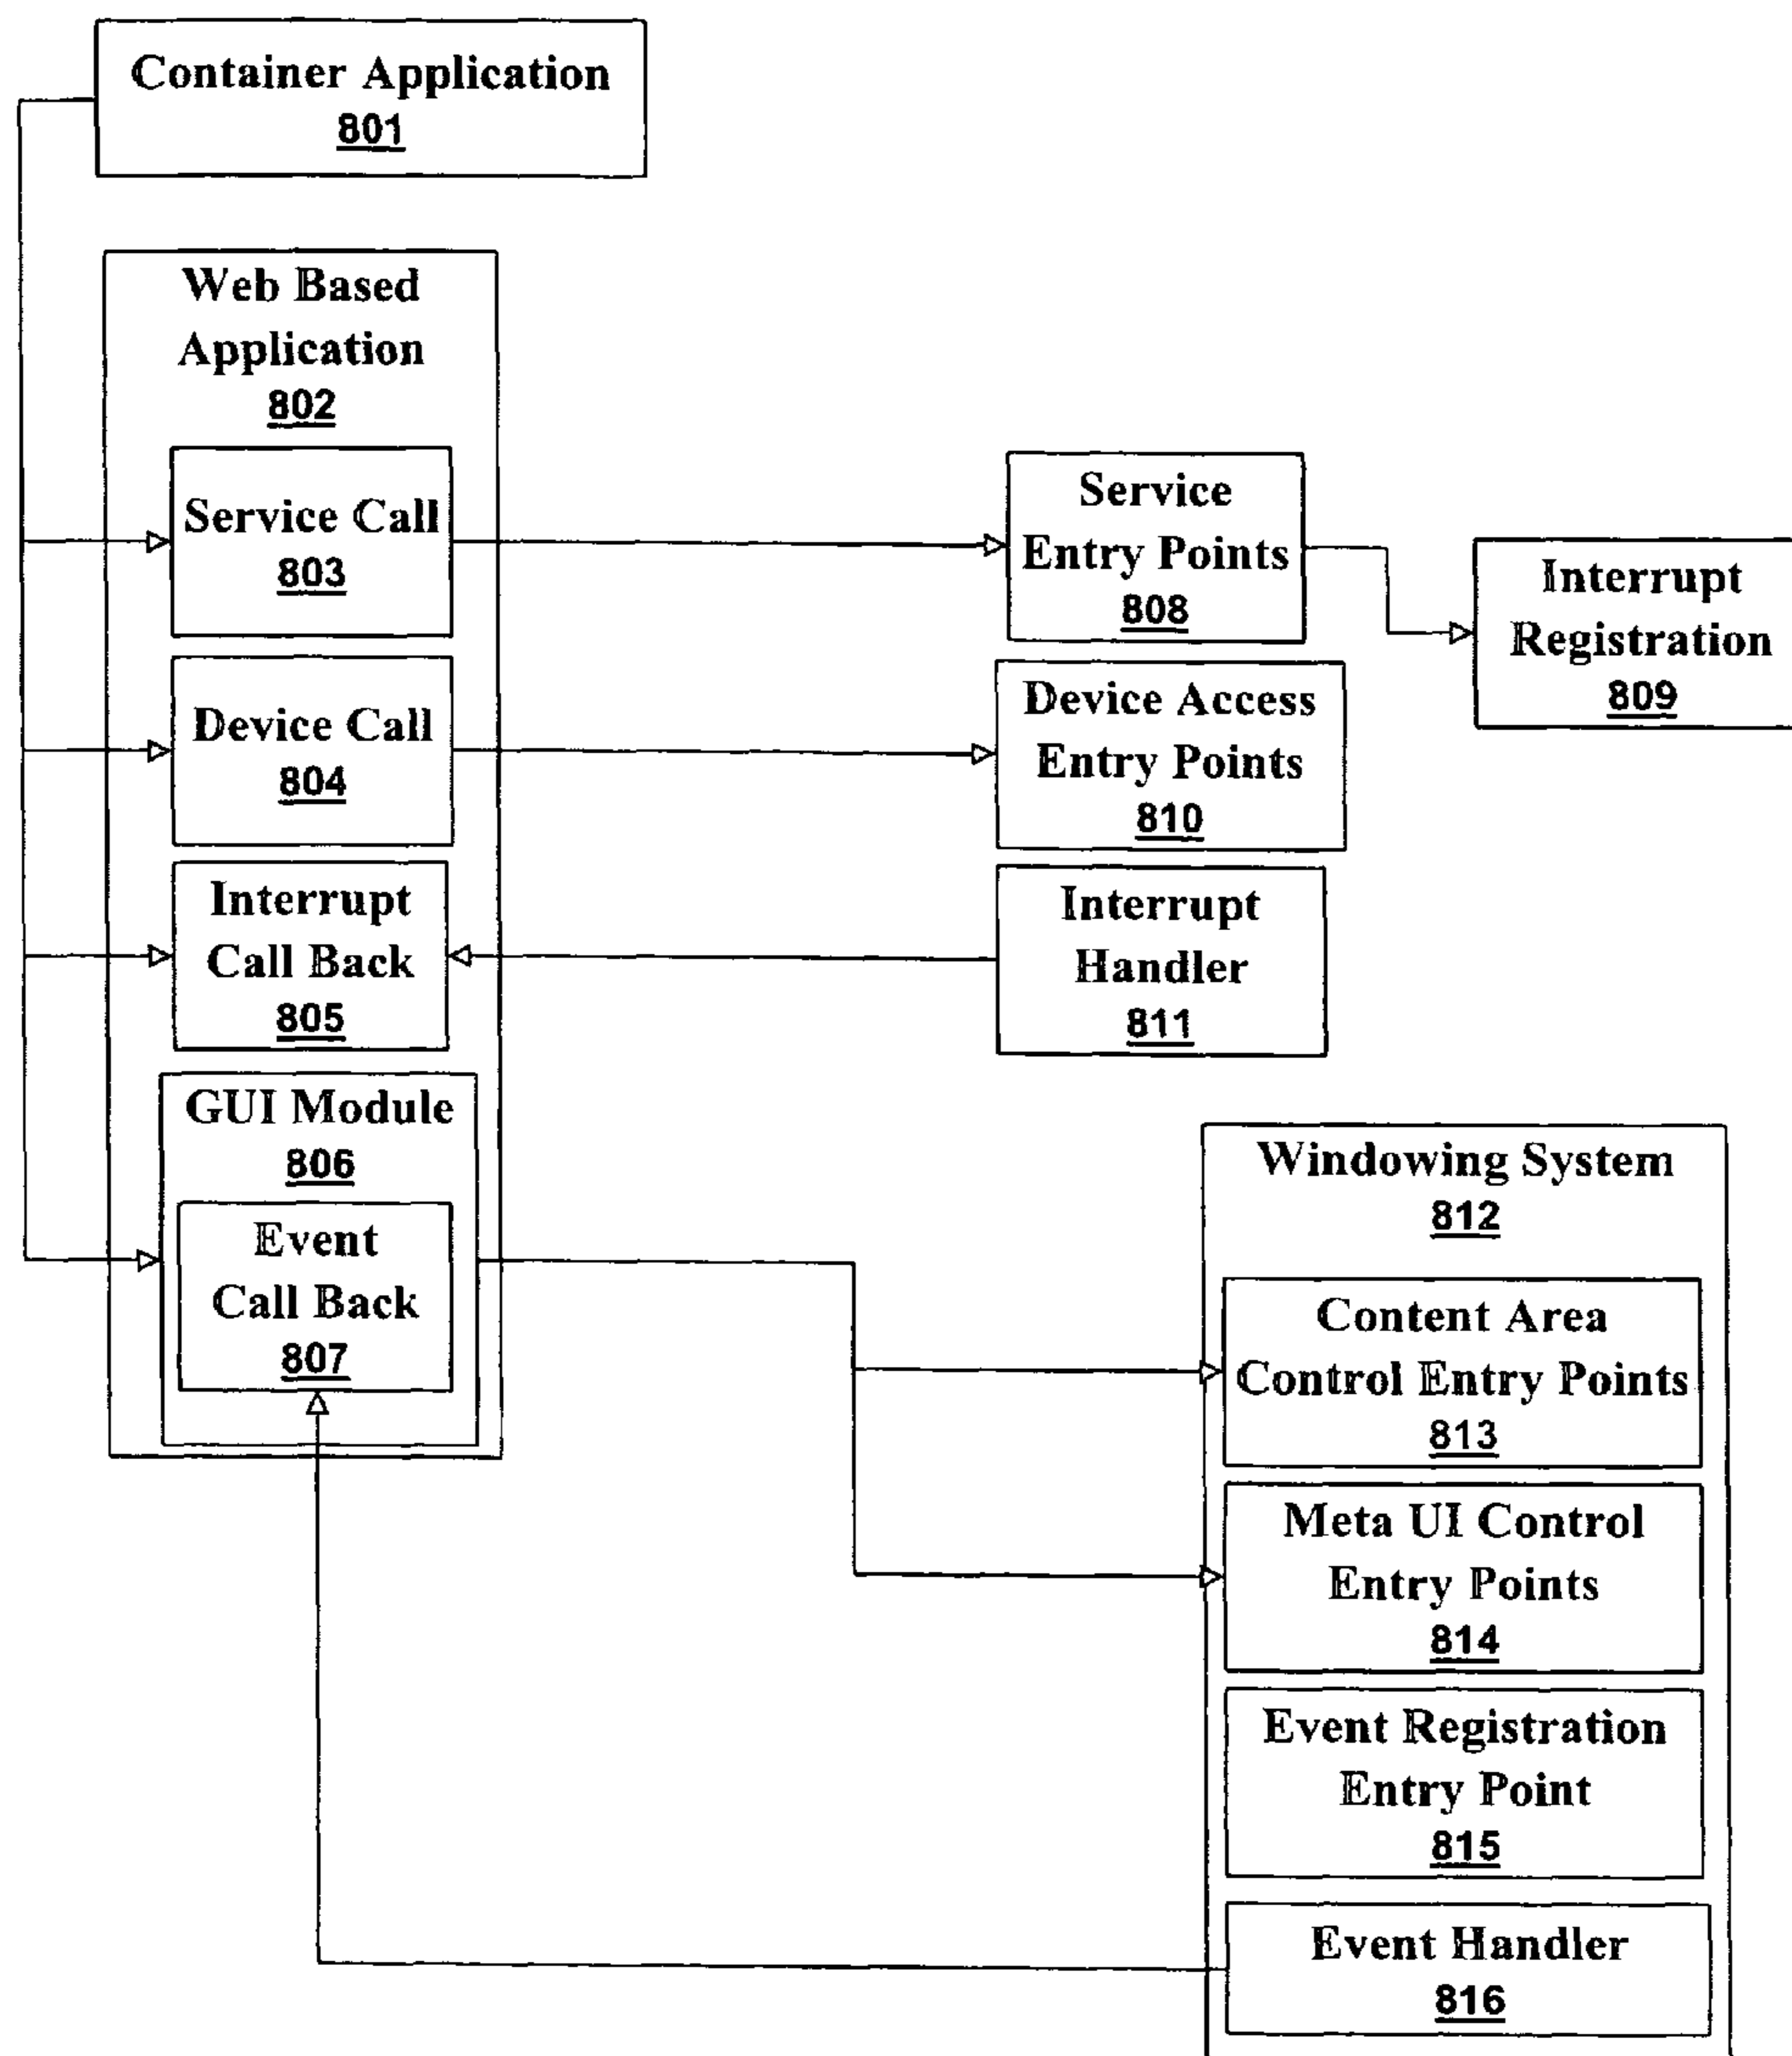 Container Application
801
Web Based
Application
802
Service Call
803
Device Call
804
Interrupt
Call Back
805
GUI Module
806
Event
Call Back
807
Service
Entry Points
808
Interrupt
Registration
809
Device Access
Entry Points
810
Interrupt
Handler
811
Windowing System
812
Content Area
Control Entry Points
813
Meta UI Control
Entry Points
814
Event Registration
Entry Point
815
Event Handler
816